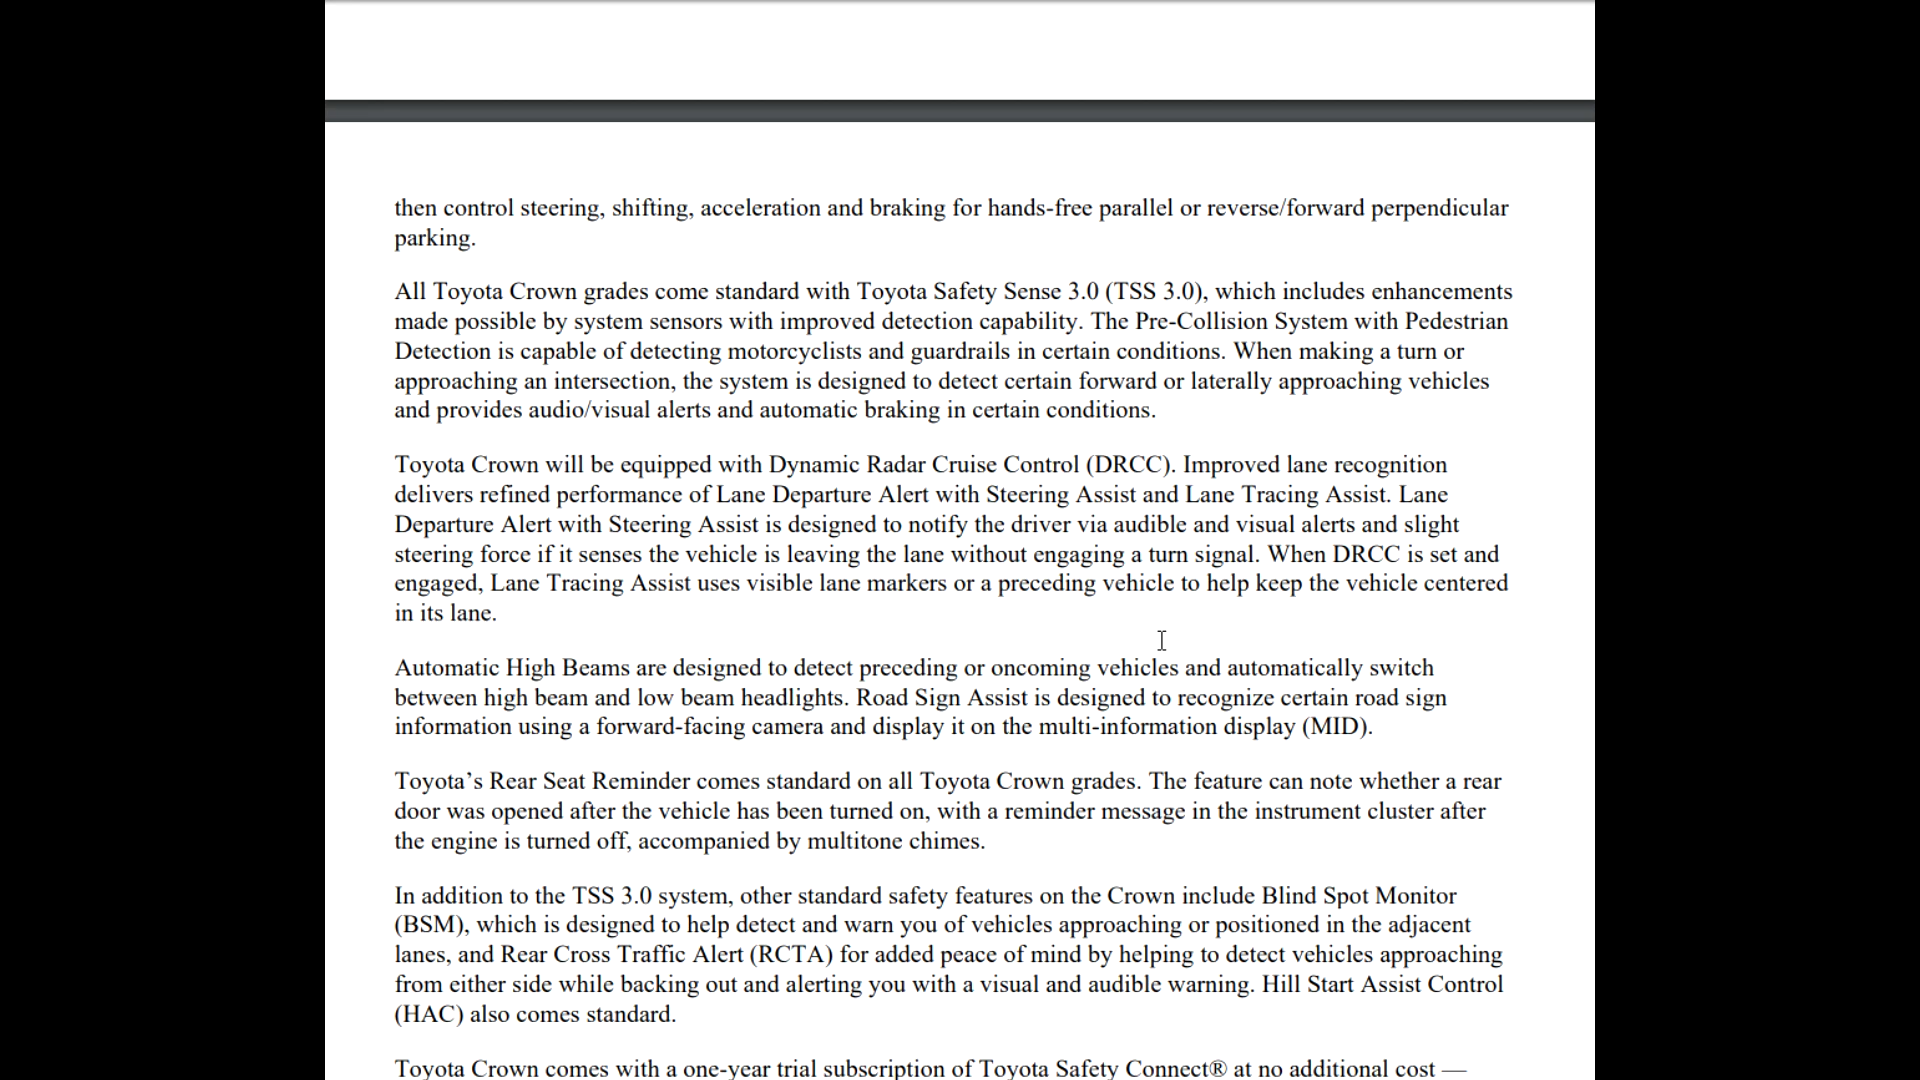 then control steering, shifting, acceleration and braking for hands-free parallel or reverse/forward perpendicular
parking.
All Toyota Crown grades come standard with Toyota Safety Sense 3.0 (TSS 3.0), which includes enhancements
made possible by system sensors with improved detection capability. The Pre-Collision System with Pedestrian
Detection is capable of detecting motorcyclists and guardrails in certain conditions. When making a turn or
approaching an intersection, the system is designed to detect certain forward or laterally approaching vehicles
and provides audio/visual alerts and automatic braking in certain conditions.
Toyota Crown will be equipped with Dynamic Radar Cruise Control (DRCC). Improved lane recognition
delivers refined performance of Lane Departure Alert with Steering Assist and Lane Tracing Assist. Lane
Departure Alert with Steering Assist is designed to notify the driver via audible and visual alerts and slight
steering force if it senses the vehicle is leaving the lane without engaging a turn signal. When DRCC is set and
engaged, Lane Tracing Assist uses visible lane markers or a preceding vehicle to help keep the vehicle centered
in its lane.
Automatic High Beams are designed to detect preceding or oncoming vehicles and automatically switch
between high beam and low beam headlights. Road Sign Assist is designed to recognize certain road sign
information using a forward-facing camera and display it on the multi-information display (MID).
Toyota’s Rear Seat Reminder comes standard on all Toyota Crown grades. The feature can note whether a rear
door was opened after the vehicle has been turned on, with a reminder message in the instrument cluster after
the engine is turned off, accompanied by multitone chimes.
In addition to the TSS 3.0 system, other standard safety features on the Crown include Blind Spot Monitor
(BSM), which is designed to help detect and warn you of vehicles approaching or positioned in the adjacent
lanes, and Rear Cross Traffic Alert (RCTA) for added peace of mind by helping to detect vehicles approaching
from either side while backing out and alerting you with a visual and audible warning. Hill Start Assist Control
(HAC) also comes standard.
Toyota Crown comes with a one-year trial subscription of Toyota Safety Connect® at no additional cost —